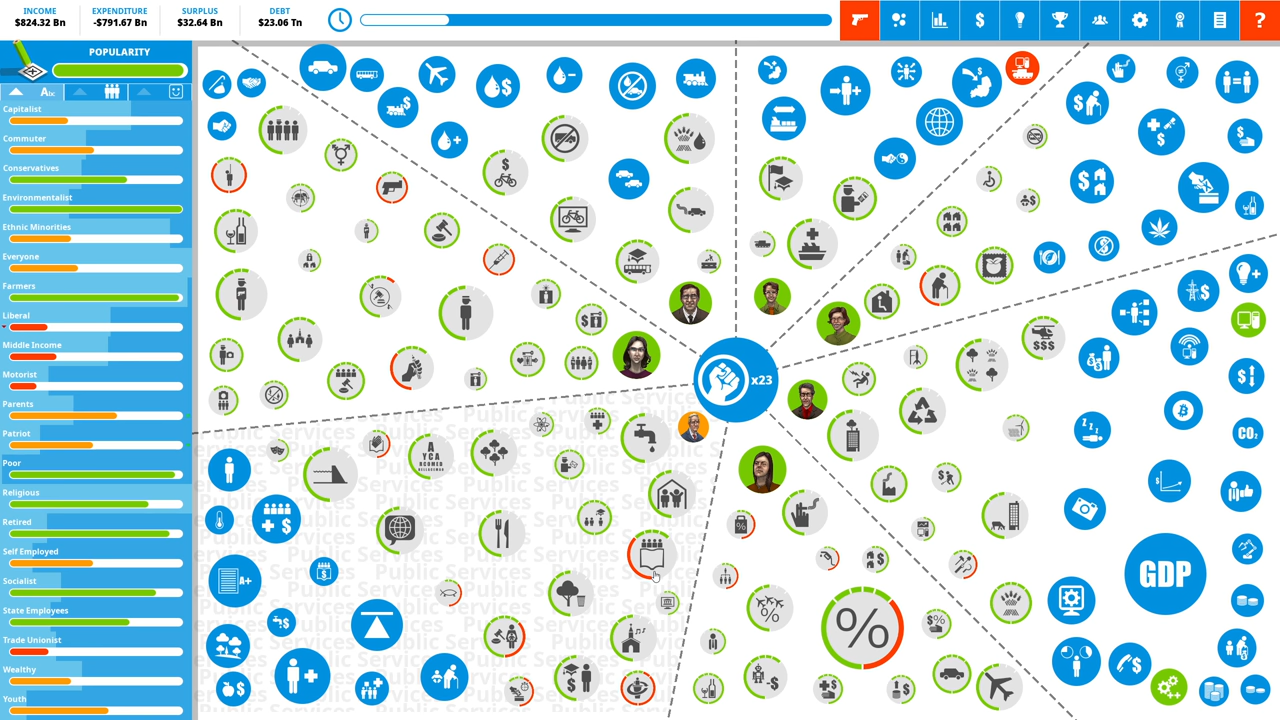 INCOME
$824.32 Bn
EXPENDITURE
-$791.67 Bn
SURPLUS
$32.64 Bn
DEBT
$23.06 Tn
?
POPULARITY
Abc
Capitalist
Commuter
Conservatives
Environmentalist
Ethnic Minorities
Everyone
Farmers
Liberal
Middle Income
Motorist
Parents
Patriot
Poor
Religious
Retired
Self Employed
Socialist
State Employees
Trade Unionist
Wealthy
Youth
x23
GDP
CO₂
$$$
%
A+
A
YCA
Public Services